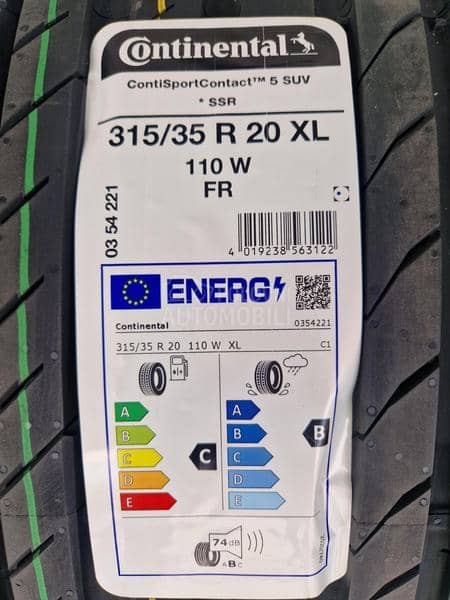 Continental
ContiSportContact™ 5 SUV
* SSR
315/35 R 20 XL
110 W
FR
03 54 221
4 019238 563122
ENERG
AUTOMOBILI
Continental 0354221
315/35 R 20 110 W XL C1
A A
B B B
C C C
D D
E E
74 dB
A B C